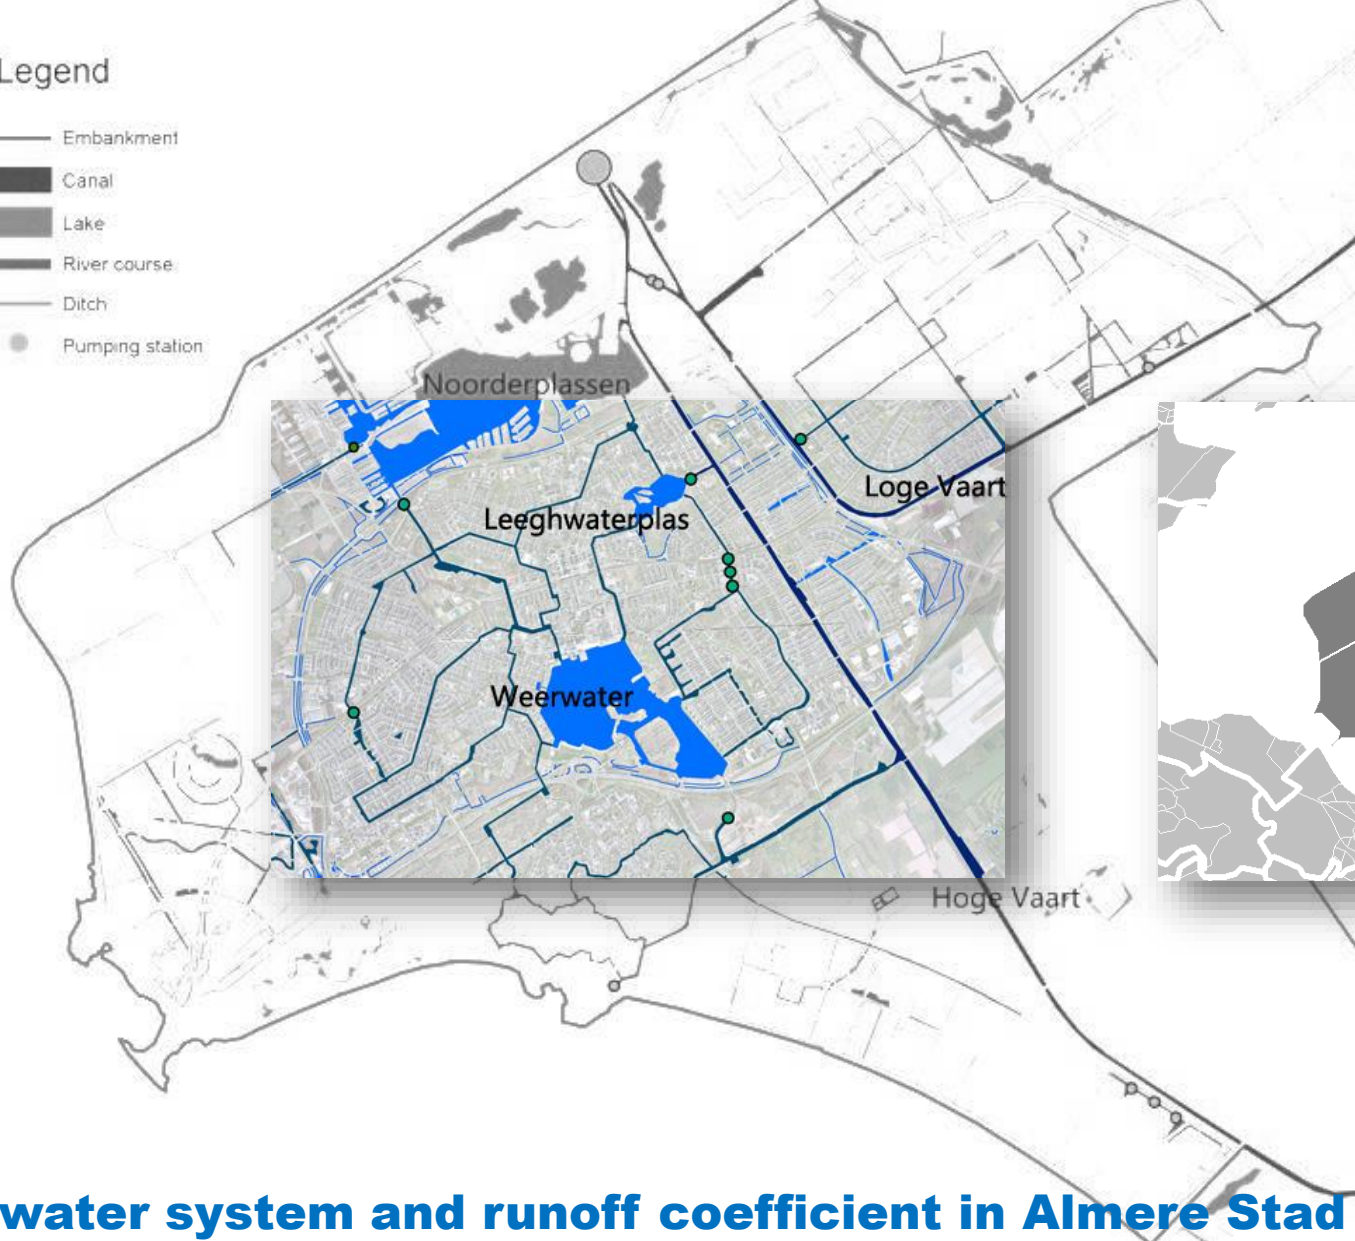 Legend
Embankment
Canal
Lake
River course
Ditch
Pumping station
Noorderplassen
Loge Vaart
Leeghwaterplas
Weerwater
Hoge Vaart
water system and runoff coefficient in Almere Stad